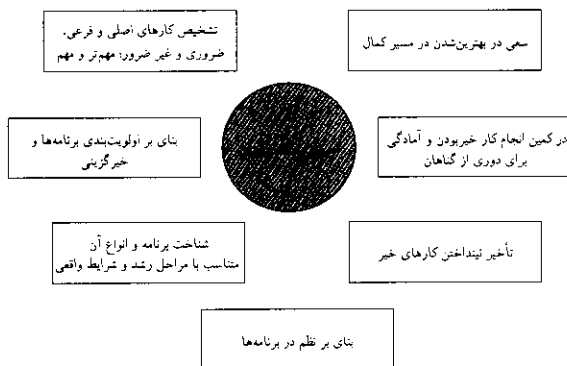 سعی در بهترین‌شدن در مسیر کمال
تشخیص کارهای اصلی و فرعی،
ضروری و غیر ضرور؛ مهم‌تر و مهم
در کمین انجام کار خیربودن و آمادگی
برای دوری از گناهان
بنای بر اولویت‌بندی برنامه‌ها و
خیرگزینی
تأخیر نینداختن کارهای خیر
شناخت برنامه و انواع آن
متناسب با مراحل رشد و شرایط واقعی
بنای بر نظم در برنامه‌ها